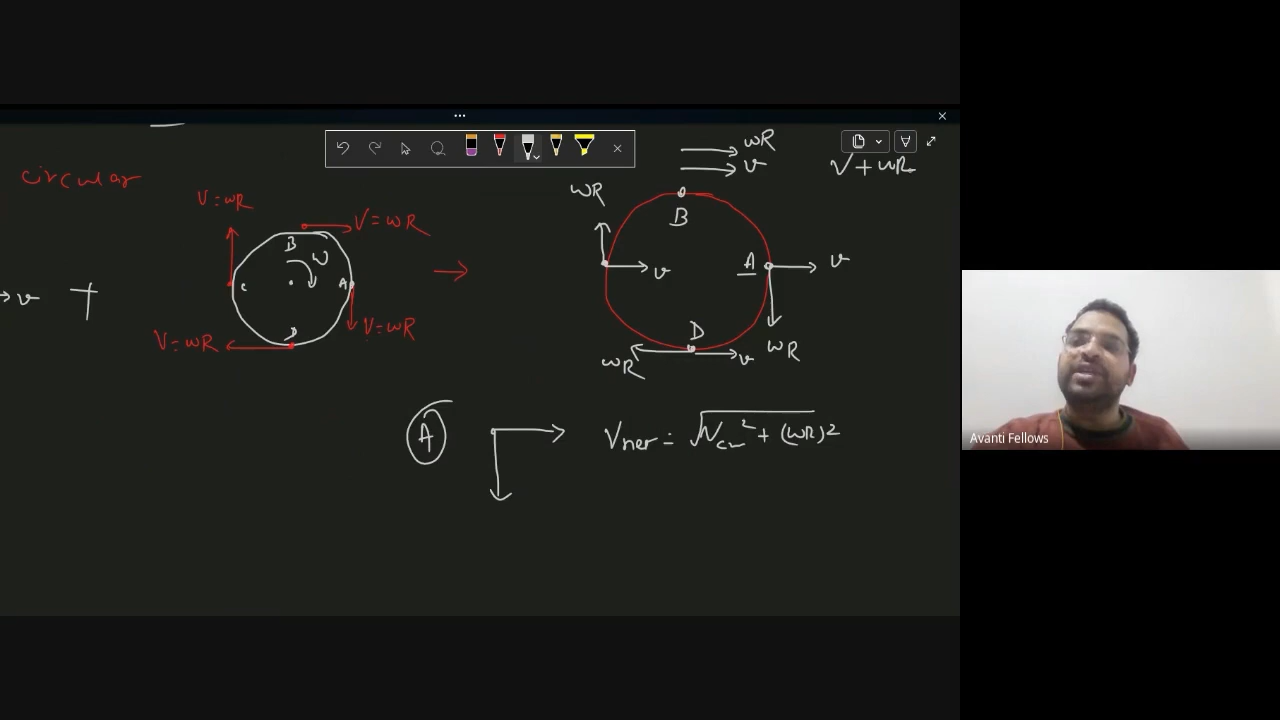 circular
V=ωR
V=ωR
B
ω
C
A
V=ωR
D
V=ωR
v
+
ωR
v
V+ωR
ωR
B
v
A
v
D
ωR
v
ωR
A
Vnet = √Vcm² + (ωR)²
Avanti Fellows